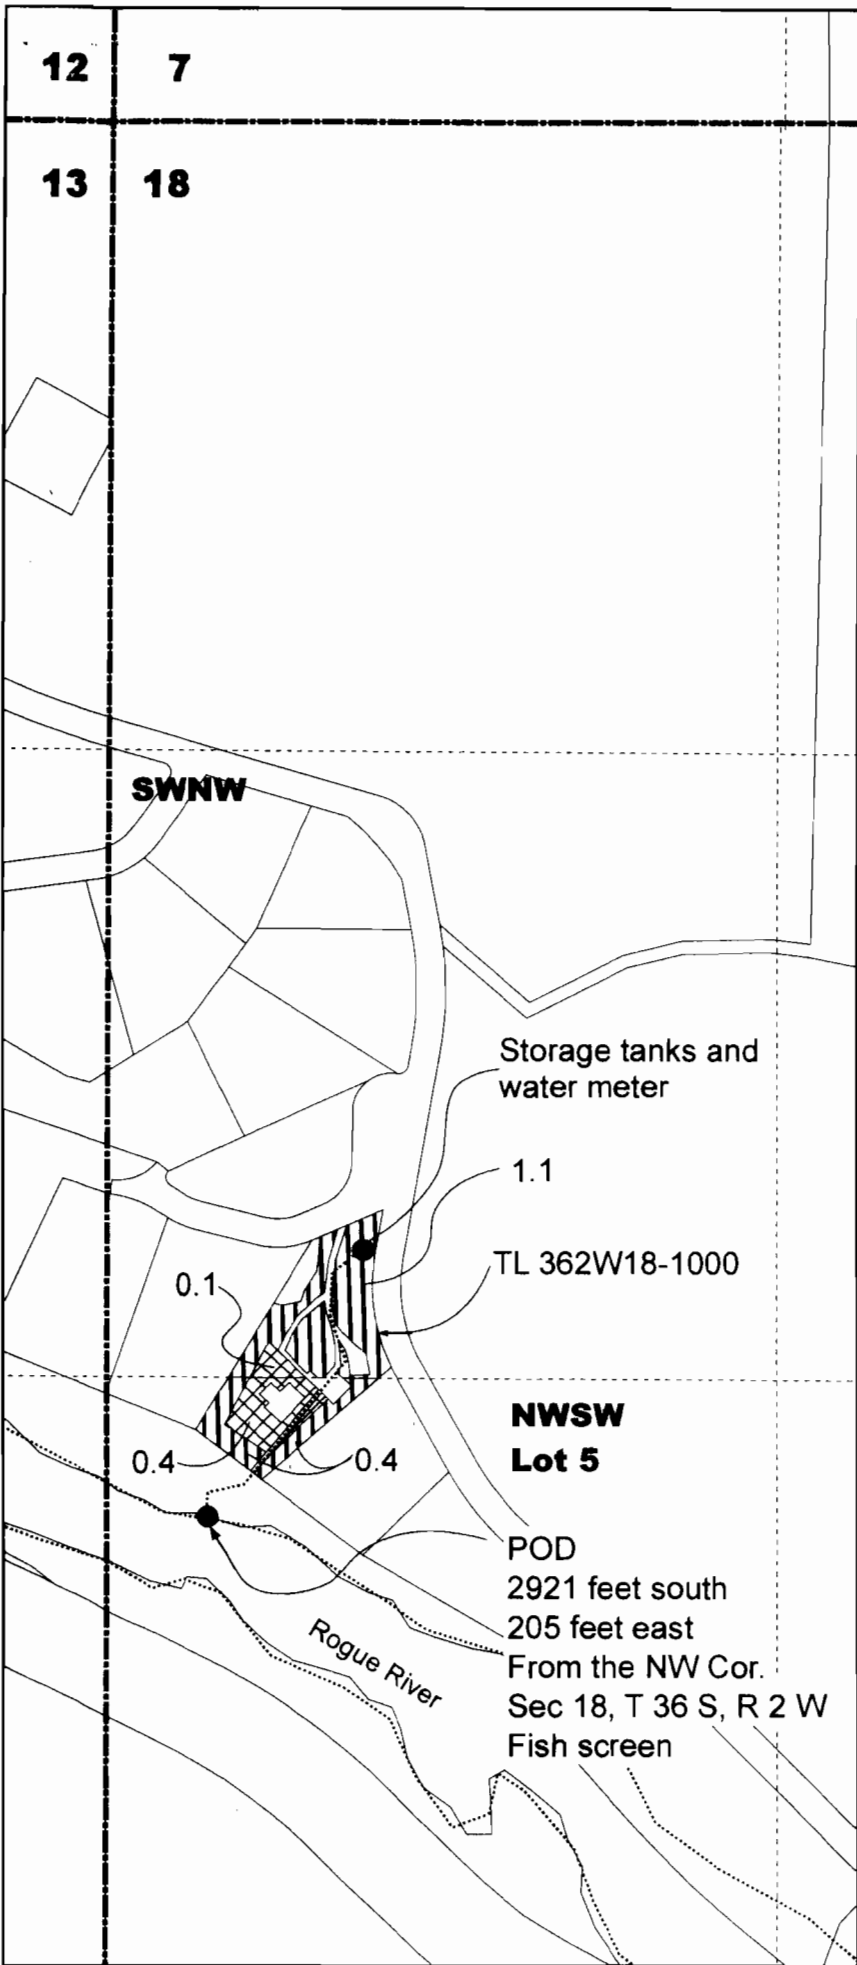 12 7
13 18
SWNW
Storage tanks and
water meter
1.1
TL 362W18-1000
0.1
NWSW
Lot 5
0.4 0.4
POD
2921 feet south
205 feet east
From the NW Cor.
Sec 18, T 36 S, R 2 W
Fish screen
Rogue River